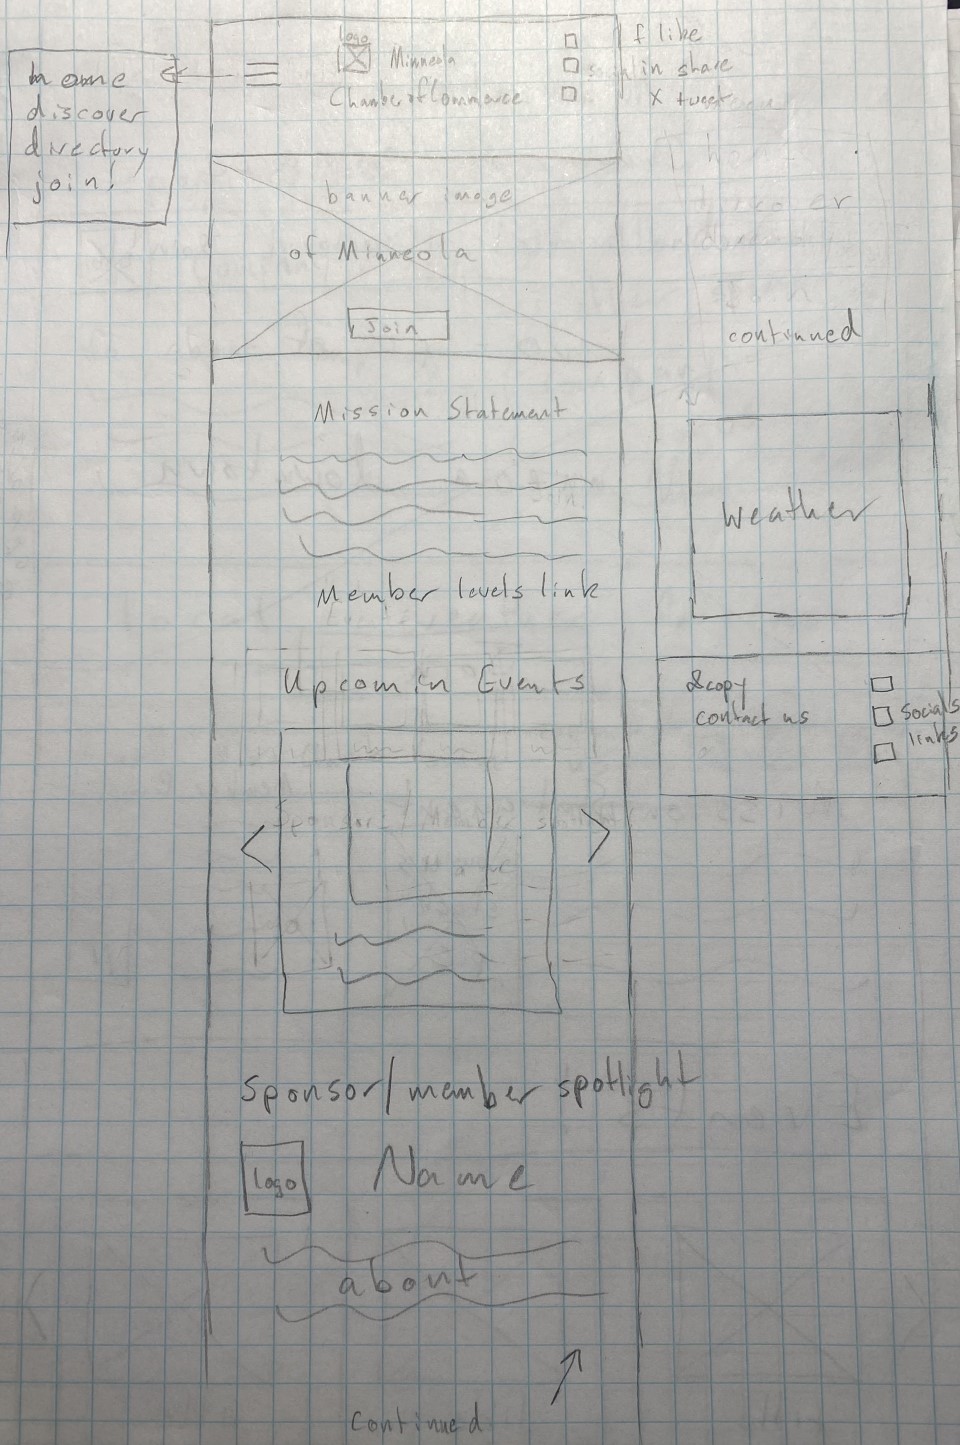 home
discover
directory
join!
logo
Minneola
Chamber of Commerce
f like
in share
X tweet
banner image
of Minneola
Join
Mission Statement
Member levels link
Upcomin Events
Sponsor/member spotlight
logo
Name
about
continued
continued
weather
&copy
contact us
socials
links